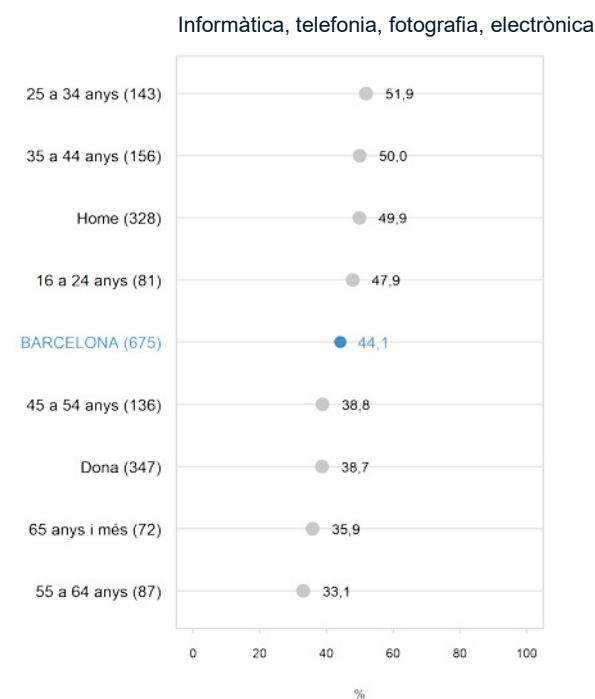 Informàtica, telefonia, fotografia, electrònica
25 a 34 anys (143) 51,9
35 a 44 anys (156) 50,0
Home (328) 49,9
16 a 24 anys (81) 47,9
BARCELONA (675) 44,1
45 a 54 anys (136) 38,8
Dona (347) 38,7
65 anys i més (72) 35,9
55 a 64 anys (87) 33,1
0 20 40 60 80 100
%